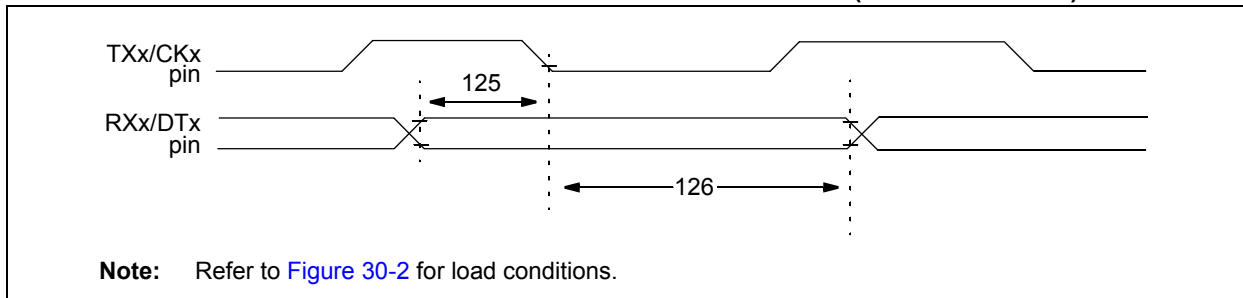 TXx/CKx
pin
125
RXx/DTx
pin
126
Note: Refer to Figure 30-2 for load conditions.